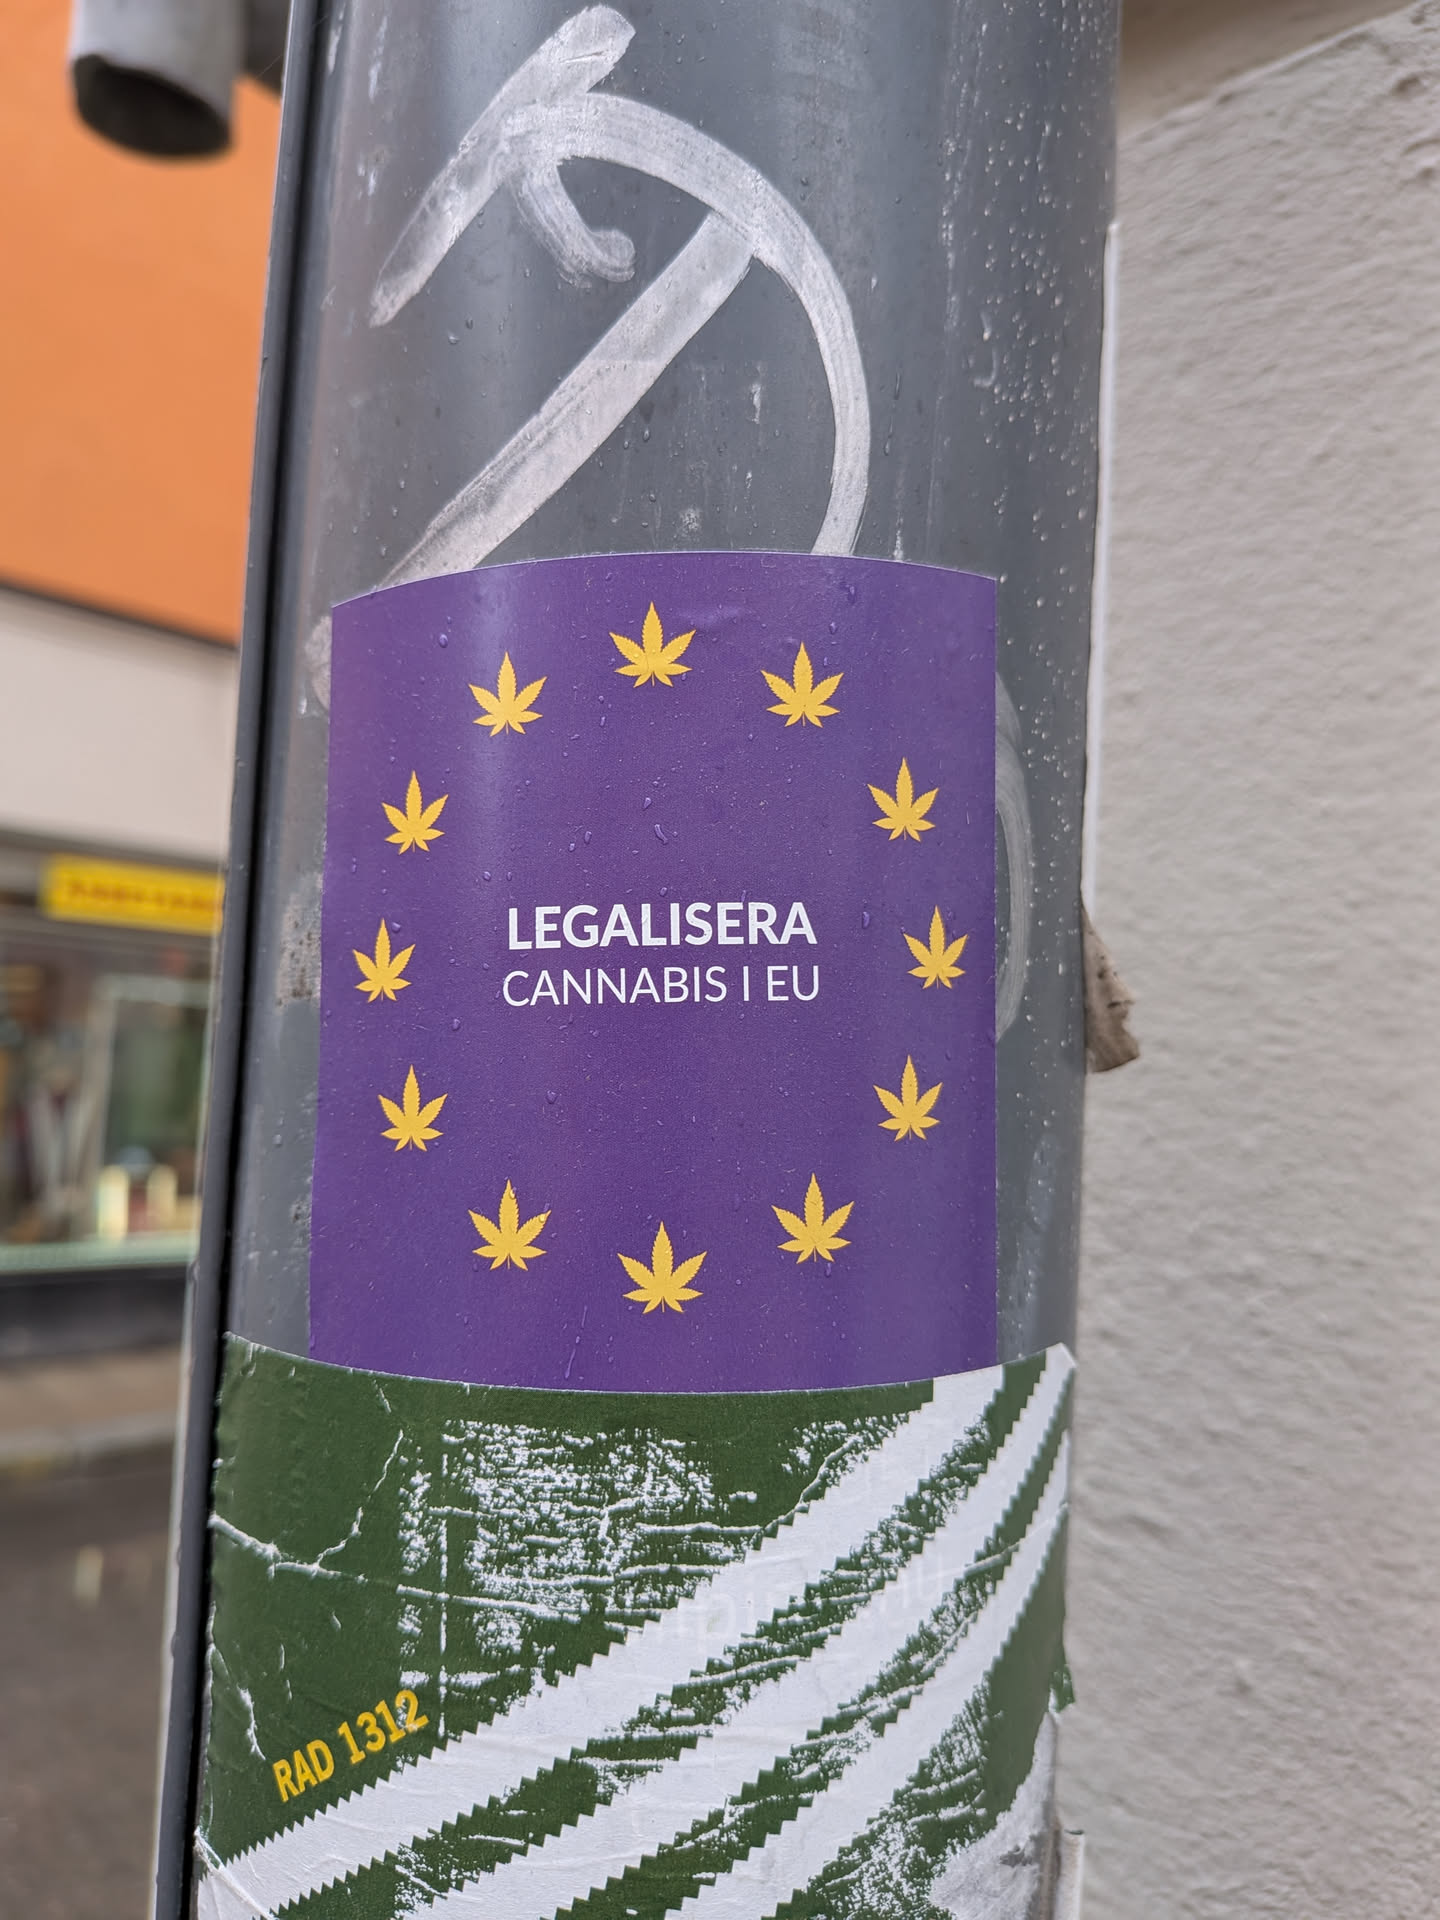 LEGALISERA
CANNABIS I EU
RAD 1312